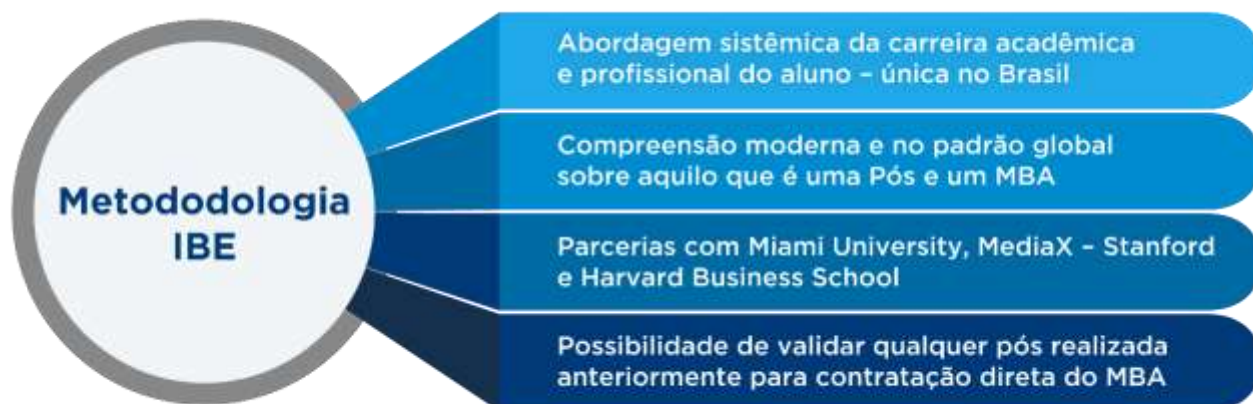 Metododologia
IBE
Abordagem sistêmica da carreira acadêmica
e profissional do aluno – única no Brasil
Compreensão moderna e no padrão global
sobre aquilo que é uma Pós e um MBA
Parcerias com Miami University, MediaX – Stanford
e Harvard Business School
Possibilidade de validar qualquer pós realizada
anteriormente para contratação direta do MBA